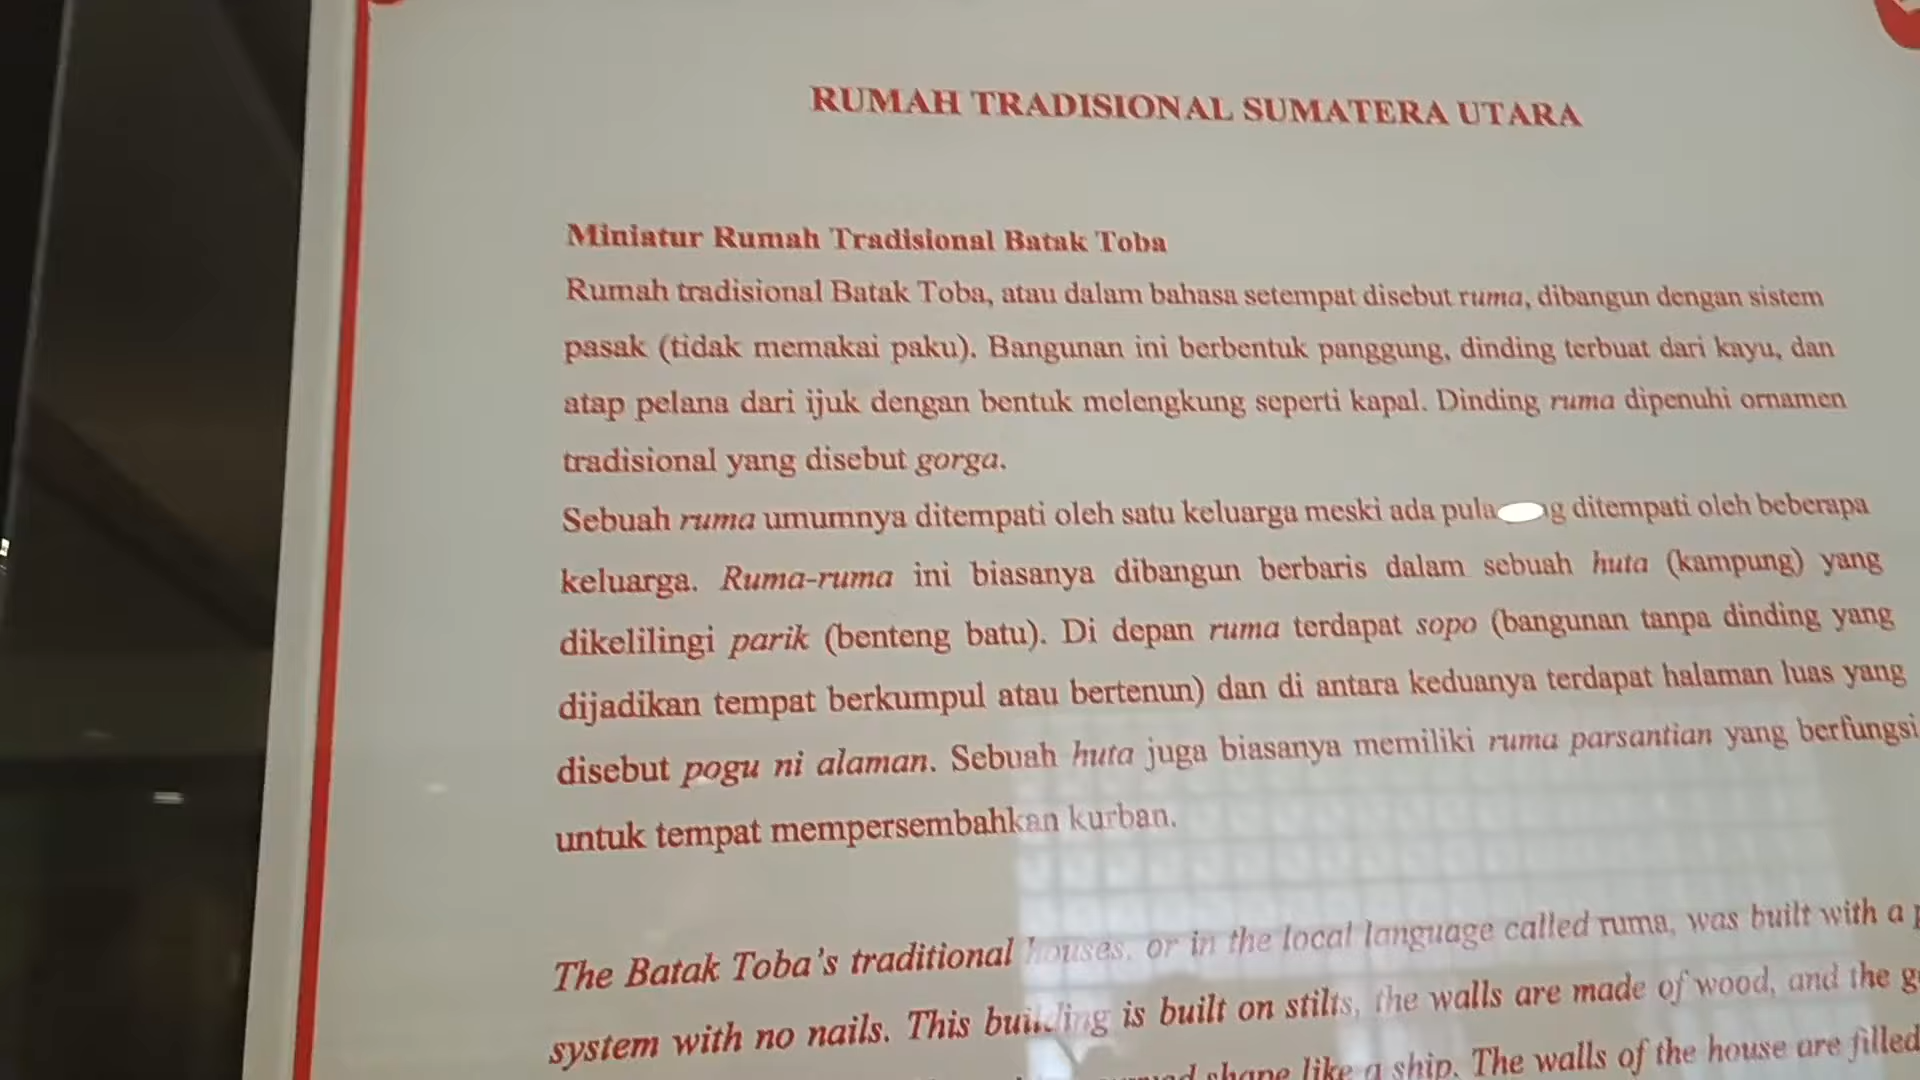 RUMAH TRADISIONAL SUMATERA UTARA
Miniatur Rumah Tradisional Batak Toba
Rumah tradisional Batak Toba, atau dalam bahasa setempat disebut ruma, dibangun dengan sistem
pasak (tidak memakai paku). Bangunan ini berbentuk panggung, dinding terbuat dari kayu, dan
atap pelana dari ijuk dengan bentuk melengkung seperti kapal. Dinding ruma dipenuhi ornamen
tradisional yang disebut gorga.
Sebuah ruma umumnya ditempati oleh satu keluarga meski ada pula ditempati oleh beberapa
keluarga. Ruma-ruma ini biasanya dibangun berbaris dalam sebuah huta (kampung) yang
dikelilingi parik (benteng batu). Di depan ruma terdapat sopo (bangunan tanpa dinding yang
dijadikan tempat berkumpul atau bertenun) dan di antara keduanya terdapat halaman luas yang
disebut pogu ni alaman. Sebuah huta juga biasanya memiliki ruma parsantian yang berfungsi
untuk tempat mempersembahkan kurban.
The Batak Toba's traditional houses, or in the local language called ruma, was built with a
system with no nails. This building is built on stilts, the walls are made of wood, and the
shape like a ship. The walls of the house are filled